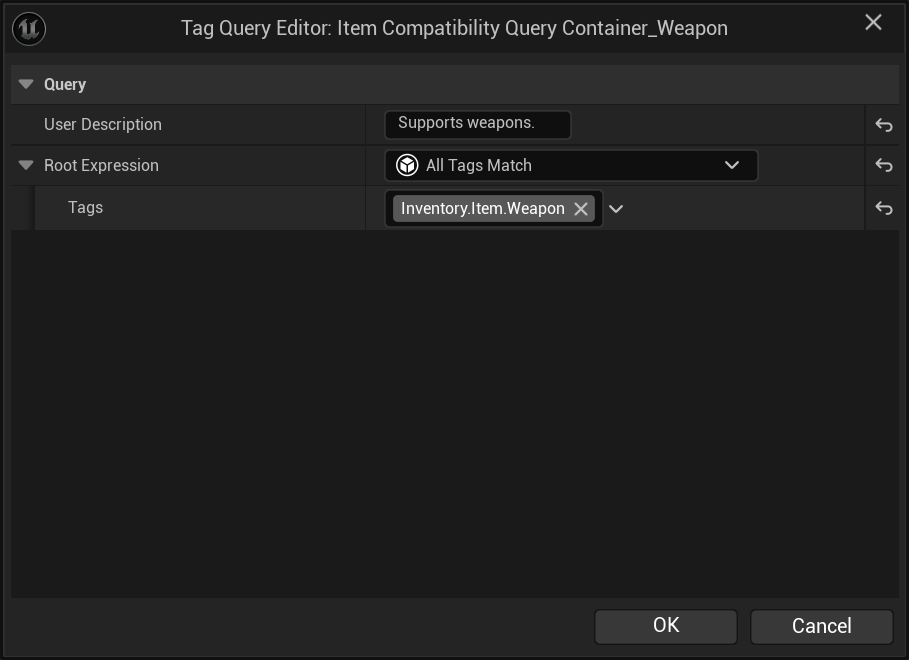 Tag Query Editor: Item Compatibility Query Container_Weapon
Query
User Description
Supports weapons.
Root Expression
All Tags Match
Tags
Inventory.Item.Weapon
OK
Cancel